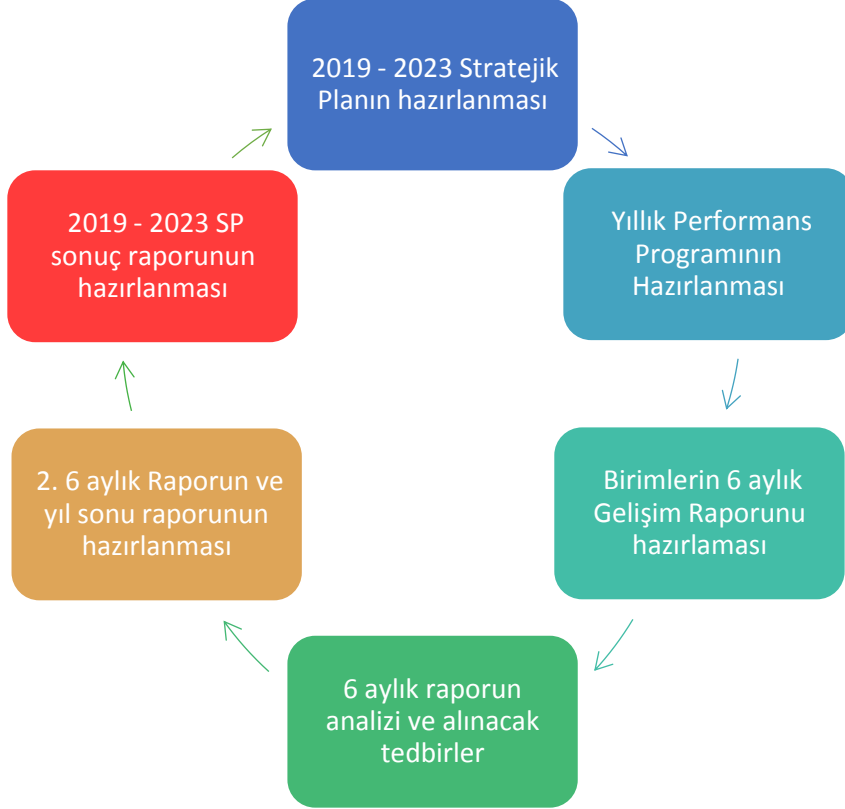 2019 - 2023 Stratejik
Planın hazırlanması
Yıllık Performans
Programının
Hazırlanması
Birimlerin 6 aylık
Gelişim Raporunu
hazırlaması
6 aylık raporun
analizi ve alınacak
tedbirler
2. 6 aylık Raporun ve
yıl sonu raporunun
hazırlanması
2019 - 2023 SP
sonuç raporunun
hazırlanması